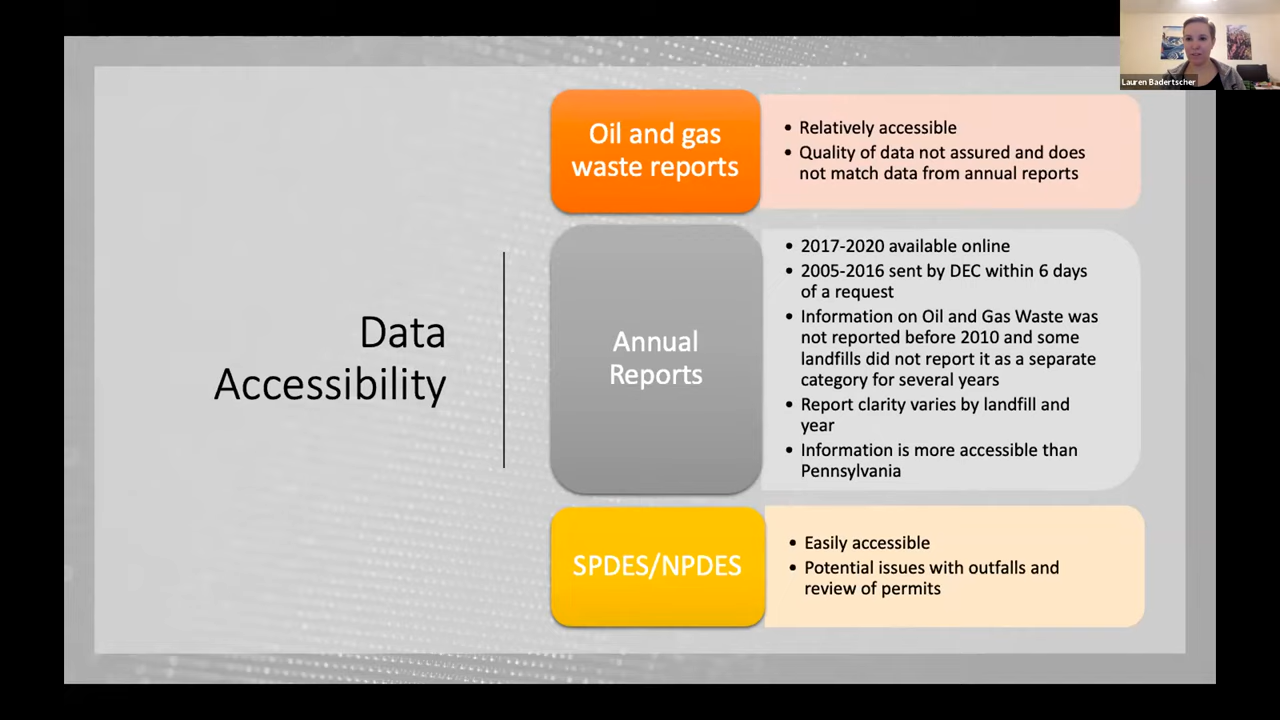 Lauren Badertscher
Data
Accessibility
Oil and gas
waste reports
• Relatively accessible
• Quality of data not assured and does
not match data from annual reports
Annual
Reports
• 2017-2020 available online
• 2005-2016 sent by DEC within 6 days
of a request
• Information on Oil and Gas Waste was
not reported before 2010 and some
landfills did not report it as a separate
category for several years
• Report clarity varies by landfill and
year
• Information is more accessible than
Pennsylvania
SPDES/NPDES
• Easily accessible
• Potential issues with outfalls and
review of permits